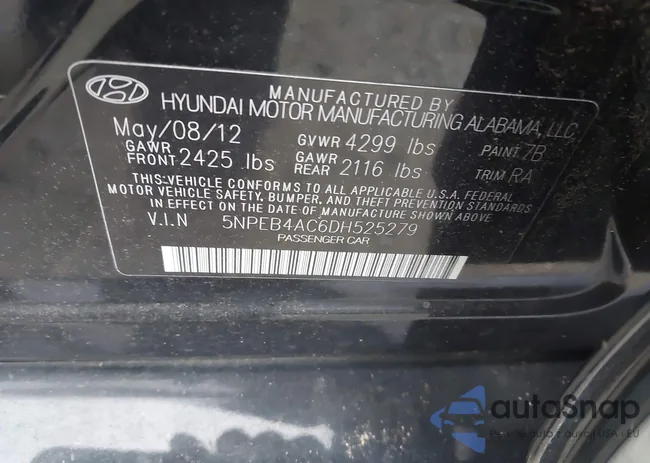 MANUFACTURED BY
HYUNDAI MOTOR MANUFACTURING ALABAMA, LLC
May/08/12 GVWR 4299 lbs PAINT 7B
GAWR FRONT 2425 lbs GAWR REAR 2116 lbs TRIM RA
THIS VEHICLE CONFORMS TO ALL APPLICABLE U.S.A. FEDERAL
MOTOR VEHICLE SAFETY, BUMPER, AND THEFT PREVENTION STANDARDS
IN EFFECT ON THE DATE OF MANUFACTURE SHOWN ABOVE
V.I.N 5NPEB4AC6DH525279
PASSENGER CAR
autoSnap
USA i EU